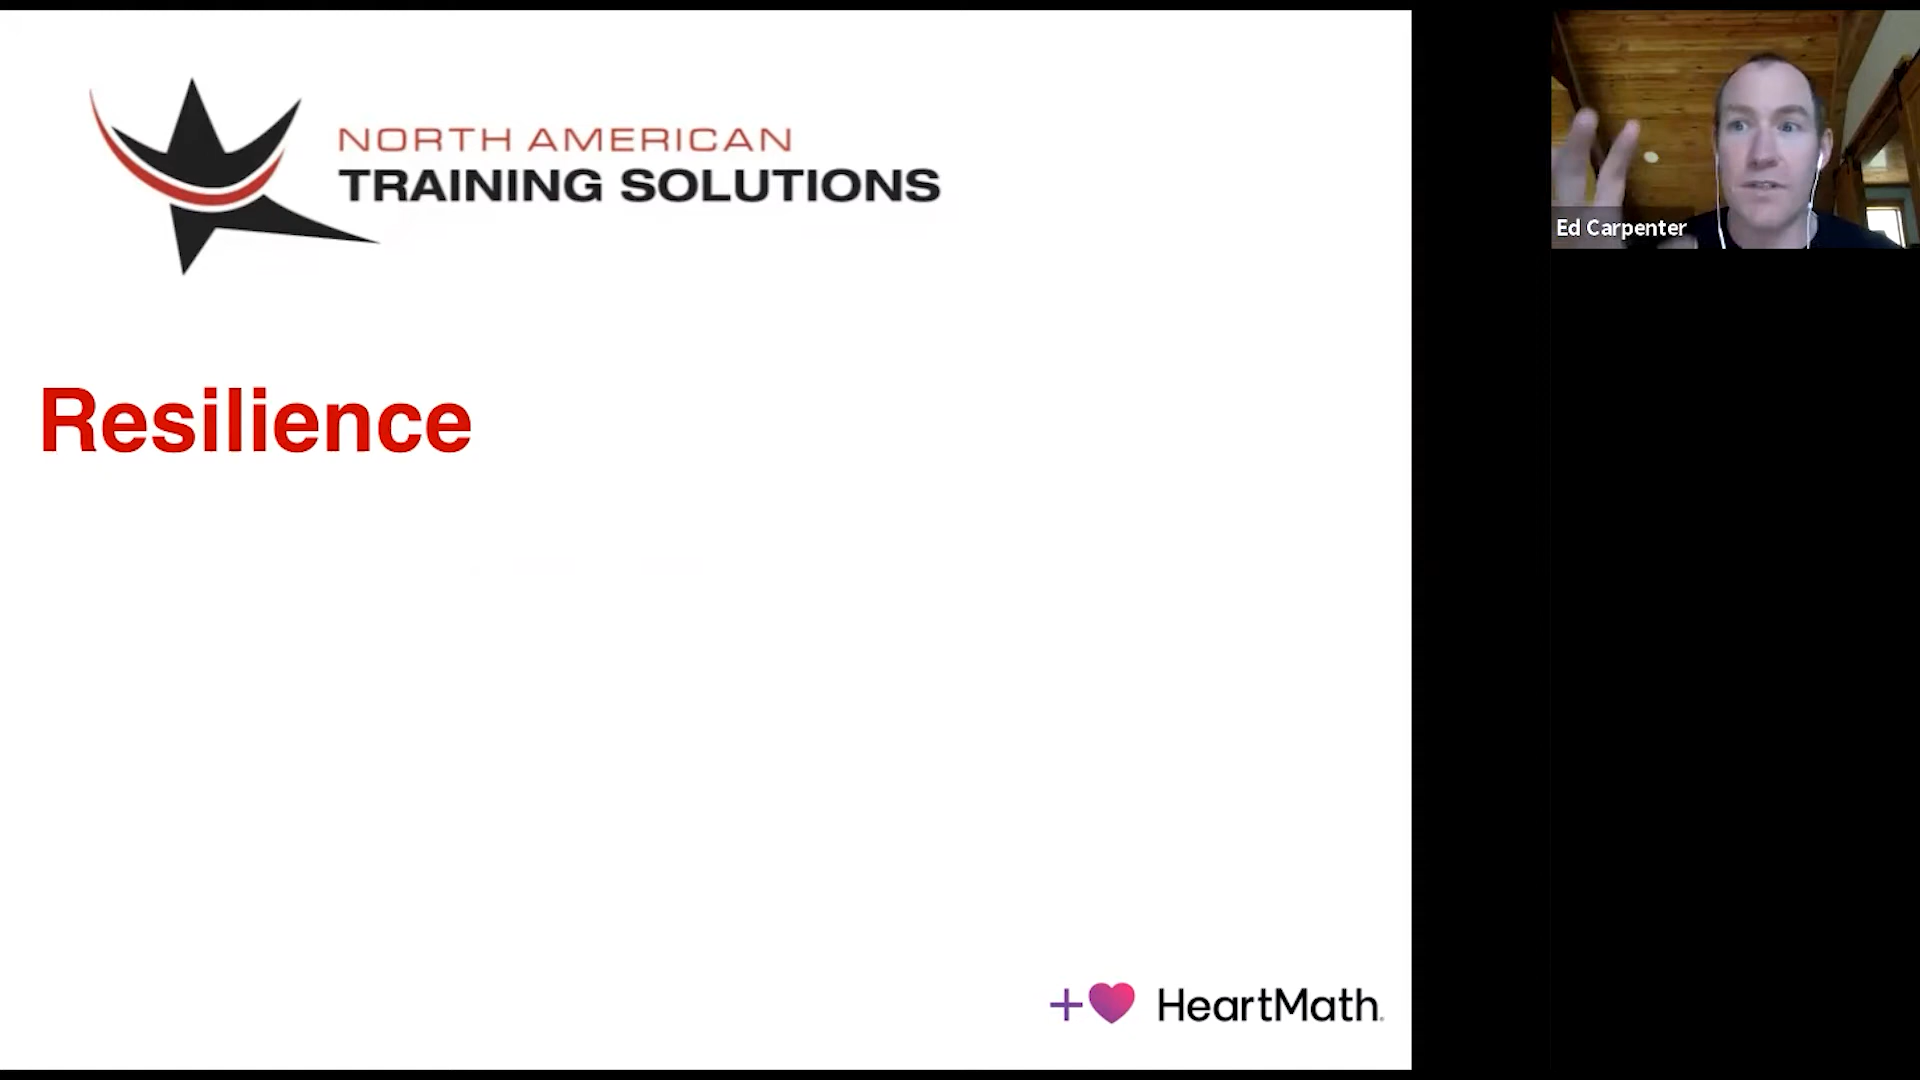 NORTH AMERICAN
TRAINING SOLUTIONS
Ed Carpenter
Resilience
HeartMath